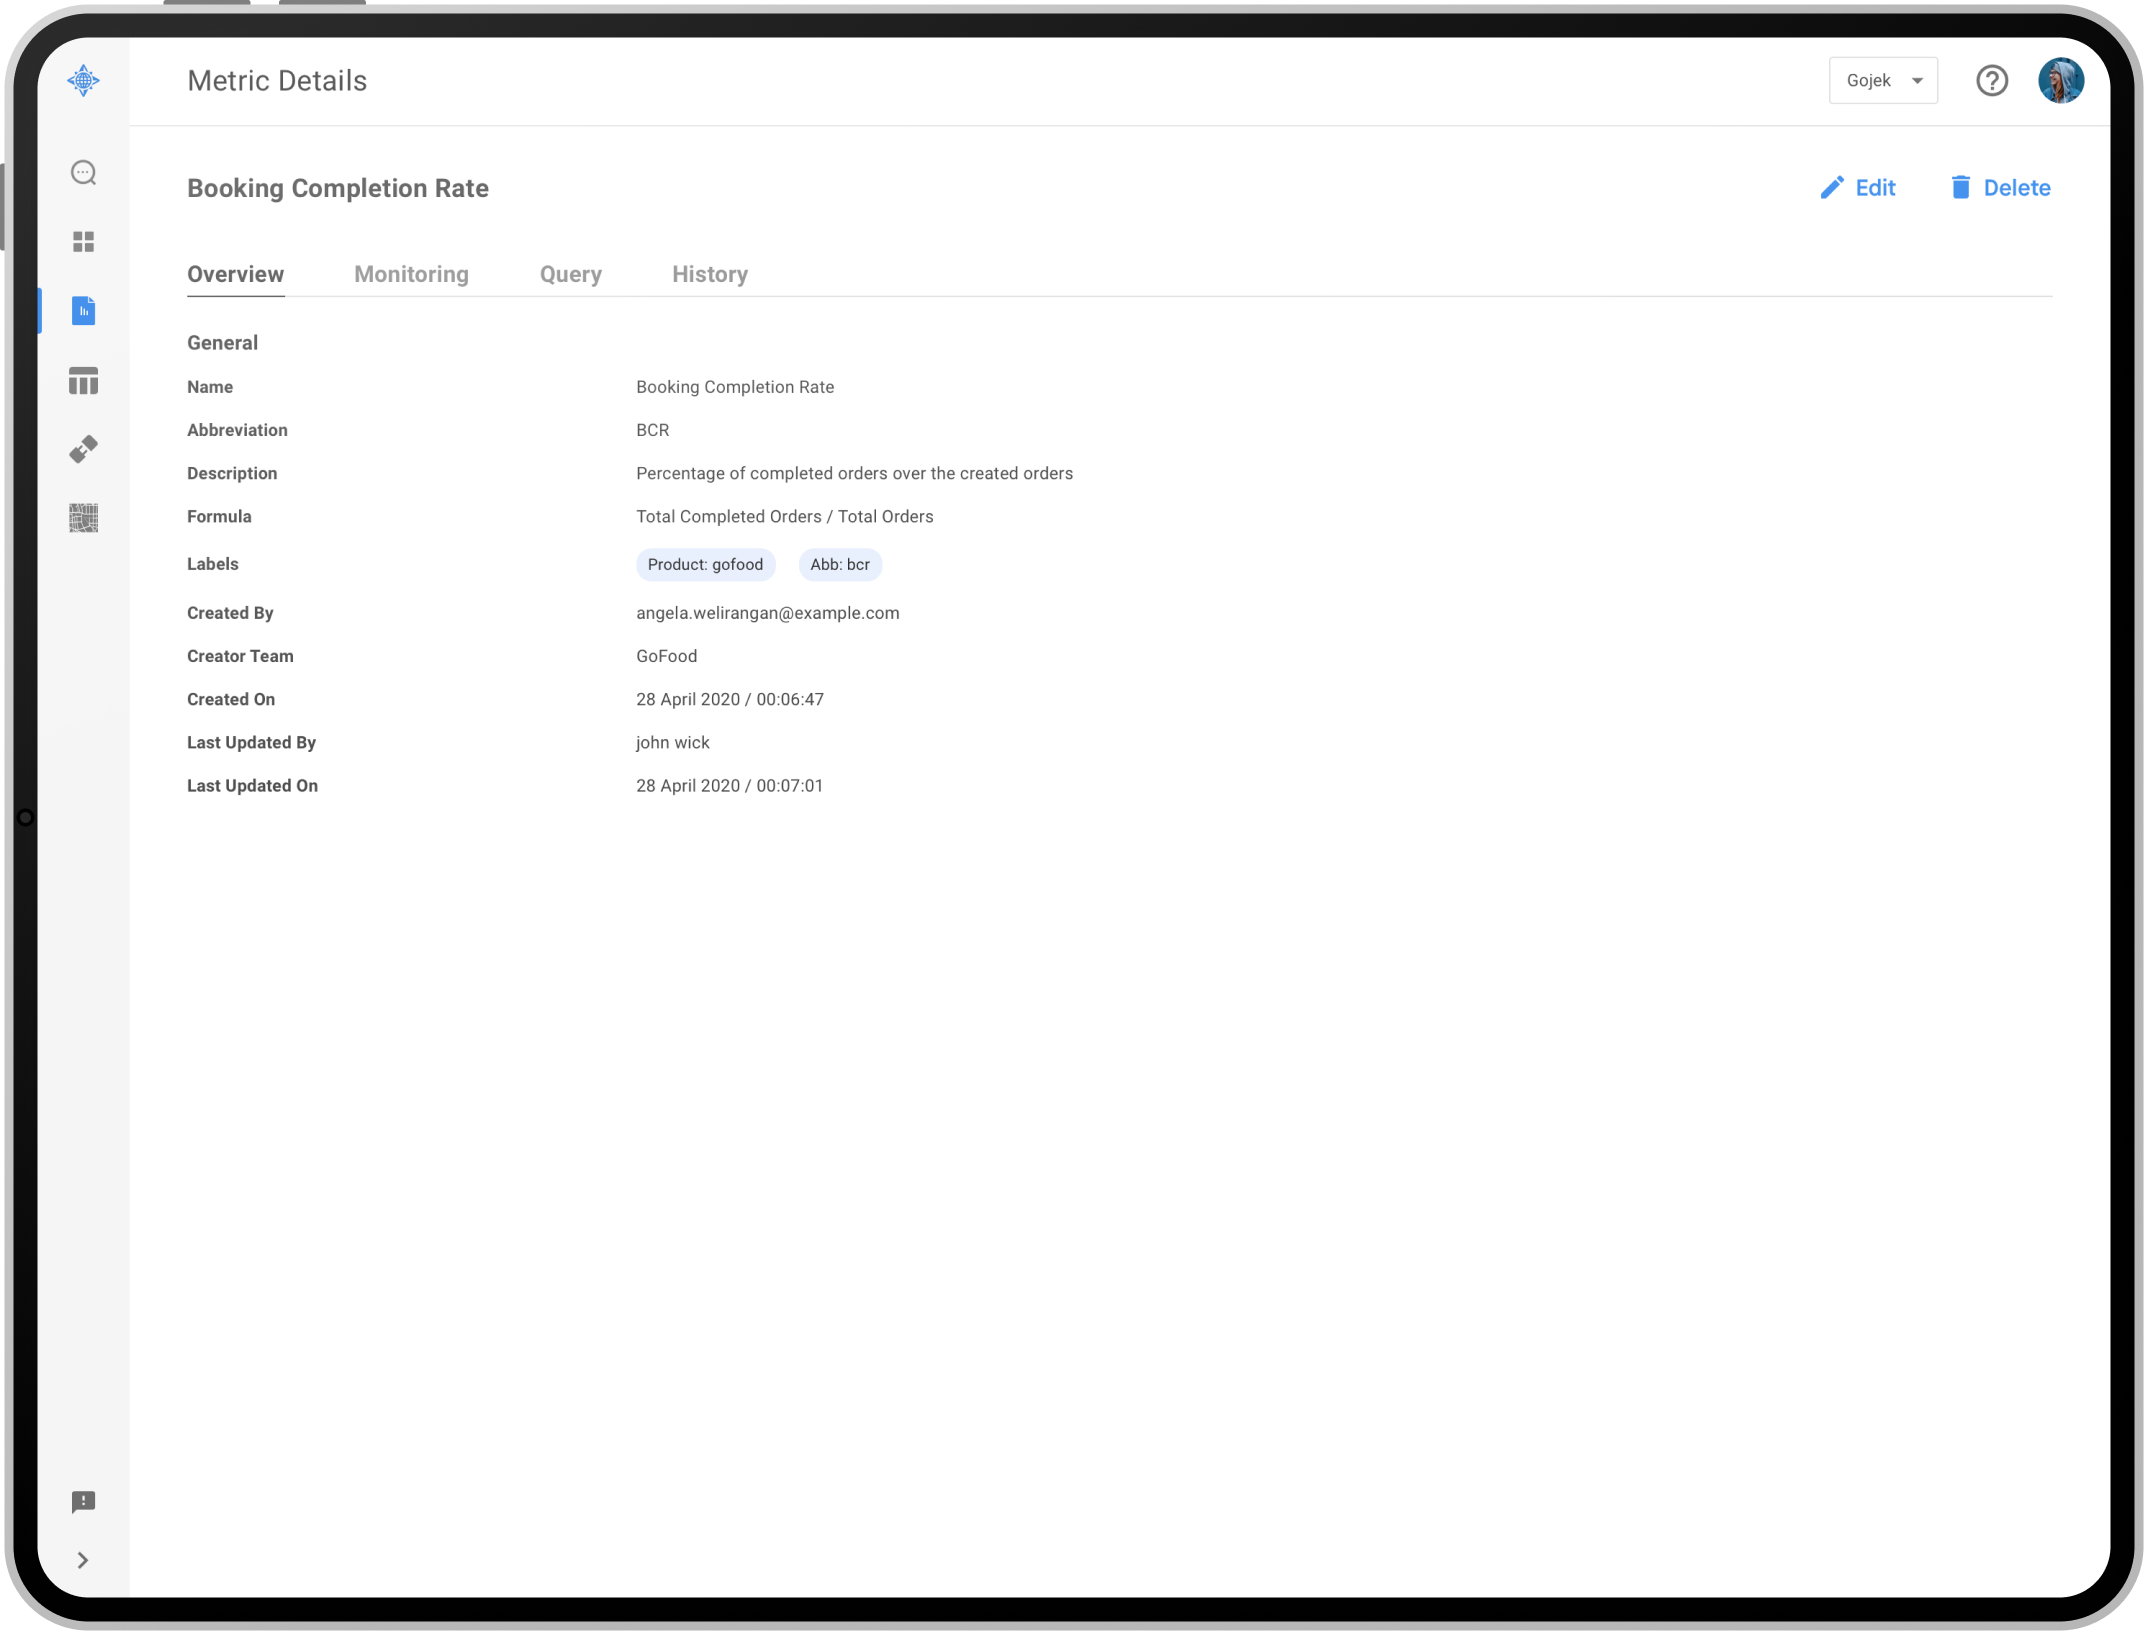 Metric Details
Gojek
Booking Completion Rate
Edit
Delete
Overview
Monitoring
Query
History
General
Name
Booking Completion Rate
Abbreviation
BCR
Description
Percentage of completed orders over the created orders
Formula
Total Completed Orders / Total Orders
Labels
Product: gofood
Abb: bcr
Created By
angela.welirangan@example.com
Creator Team
GoFood
Created On
28 April 2020 / 00:06:47
Last Updated By
john wick
Last Updated On
28 April 2020 / 00:07:01